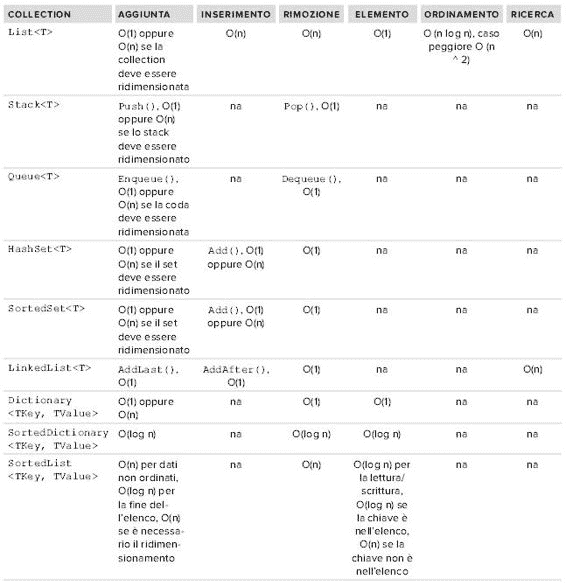 COLLECTION AGGIUNTA INSERIMENTO RIMOZIONE ELEMENTO ORDINAMENTO RICERCA
List<T> O(1) oppure O(n) O(n) O(1) O (n log n), caso O(n)
O(n) se la peggiore O (n
collection ^ 2)
deve essere
ridimensionata
Stack<T> Push(), O(1) na Pop(), O(1) na na na
oppure O(n)
se lo stack
deve essere
ridimensionato
Queue<T> Enqueue(), na Dequeue(), na na na
O(1) oppure O(1)
O(n) se la coda
deve essere
ridimensionata
HashSet<T> O(1) oppure Add(), O(1) O(1) na na na
O(n) se il set oppure O(n)
deve essere
ridimensionato
SortedSet<T> O(1) oppure Add(), O(1) O(1) na na na
O(n) se il set oppure O(n)
deve essere
ridimensionato
LinkedList<T> AddLast(), AddAfter(), O(1) na na O(n)
O(1) O(1)
Dictionary O(1) oppure na O(1) O(1) na na
<TKey, TValue> O(n)
SortedDictionary O(log n) na O(log n) O(log n) na na
<TKey, TValue>
SortedList O(n) per dati na O(n) O(log n) per na na
<TKey, TValue> non ordinati, la lettura/
O(log n) per scrittura,
la fine del- O(log n) se
l'elenco, O(n) la chiave è
se è necessa- nell'elenco,
rio il ridimen- O(n) se la
sionamento chiave non è
nell'elenco